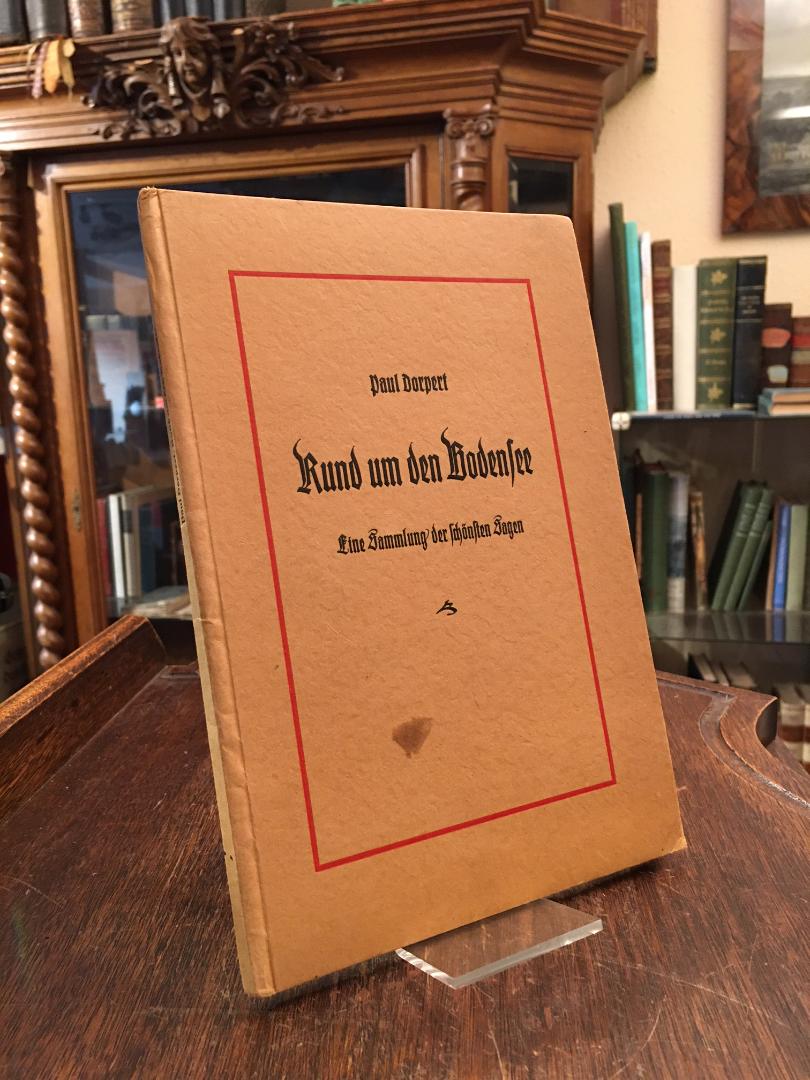 Paul Dorpert
Rund um den Bodenſee
Eine Sammlung der ſchönſten Sagen